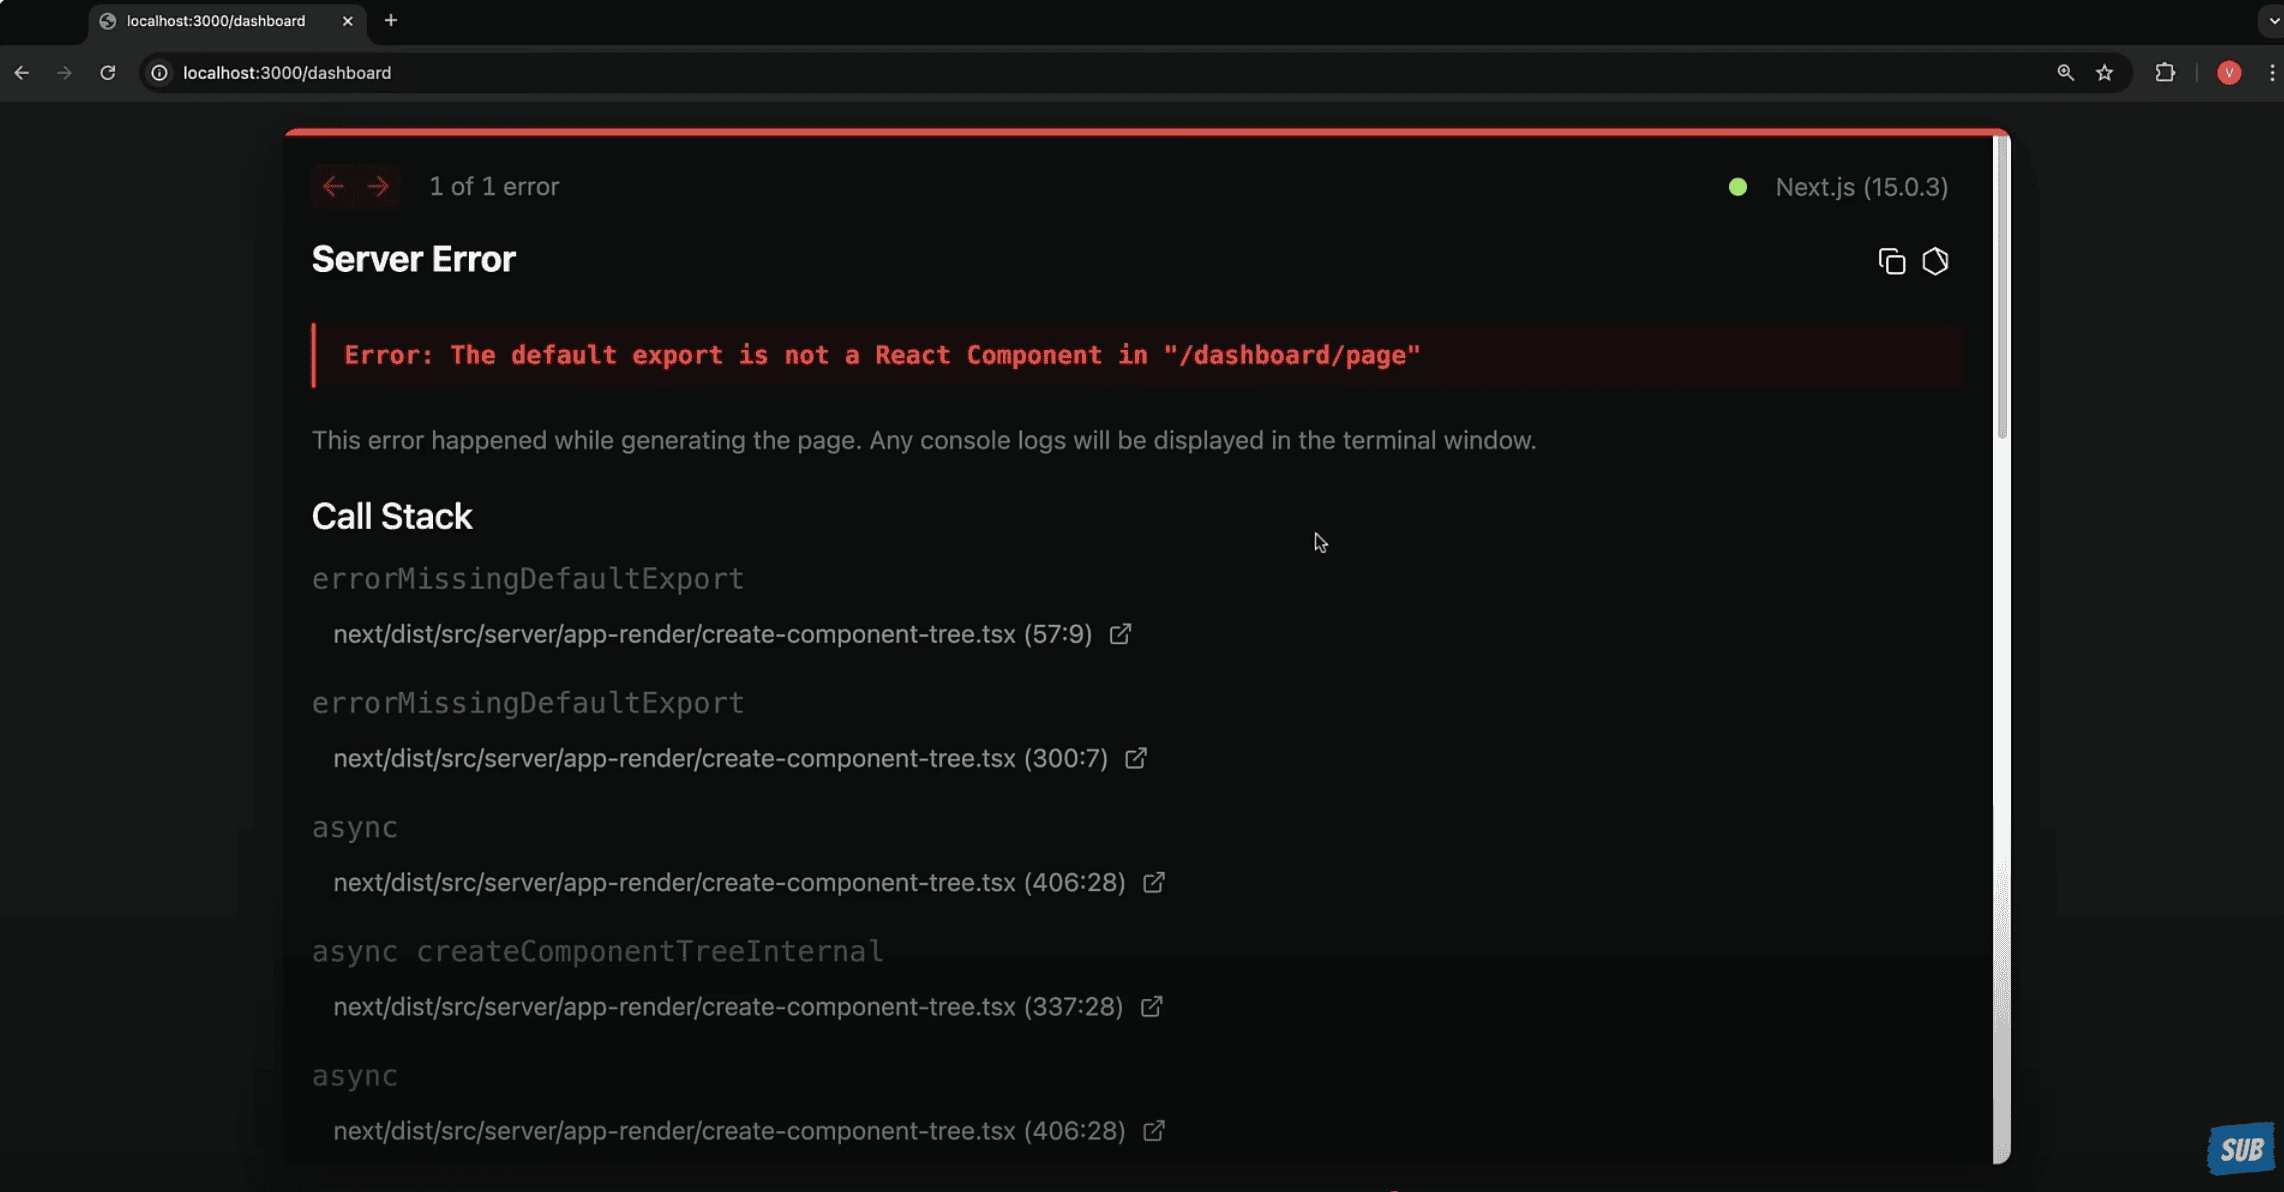 localhost:3000/dashboard
localhost:3000/dashboard
V
1 of 1 error
Next.js (15.0.3)
Server Error
Error: The default export is not a React Component in "/dashboard/page"
This error happened while generating the page. Any console logs will be displayed in the terminal window.
Call Stack
errorMissingDefaultExport
next/dist/src/server/app-render/create-component-tree.tsx (57:9)
errorMissingDefaultExport
next/dist/src/server/app-render/create-component-tree.tsx (300:7)
async
next/dist/src/server/app-render/create-component-tree.tsx (406:28)
async createComponentTreeInternal
next/dist/src/server/app-render/create-component-tree.tsx (337:28)
async
next/dist/src/server/app-render/create-component-tree.tsx (406:28)
SUB